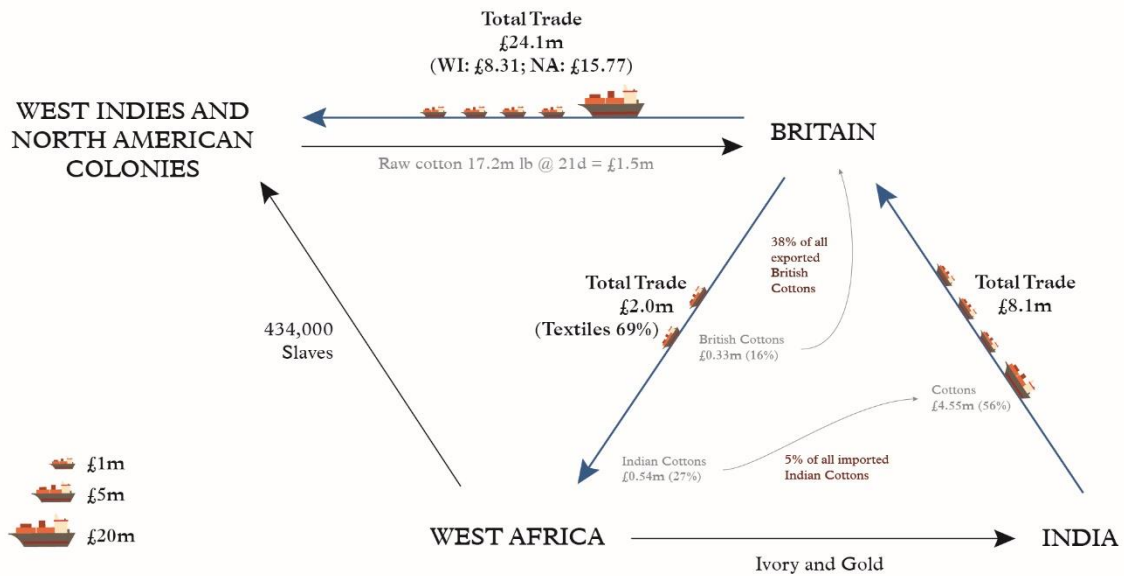 Total Trade
£24.1m
(WI: £8.31; NA: £15.77)
WEST INDIES AND
NORTH AMERICAN
COLONIES
BRITAIN
Raw cotton 17.2m lb @ 21d = £1.5m
38% of all
exported
British
Cottons
Total Trade
£2.0m
(Textiles 69%)
Total Trade
£8.1m
434,000
Slaves
British Cottons
£0.33m (16%)
Cottons
£4.55m (56%)
Indian Cottons
£0.54m (27%)
5% of all imported
Indian Cottons
£1m
£5m
£20m
WEST AFRICA
INDIA
Ivory and Gold